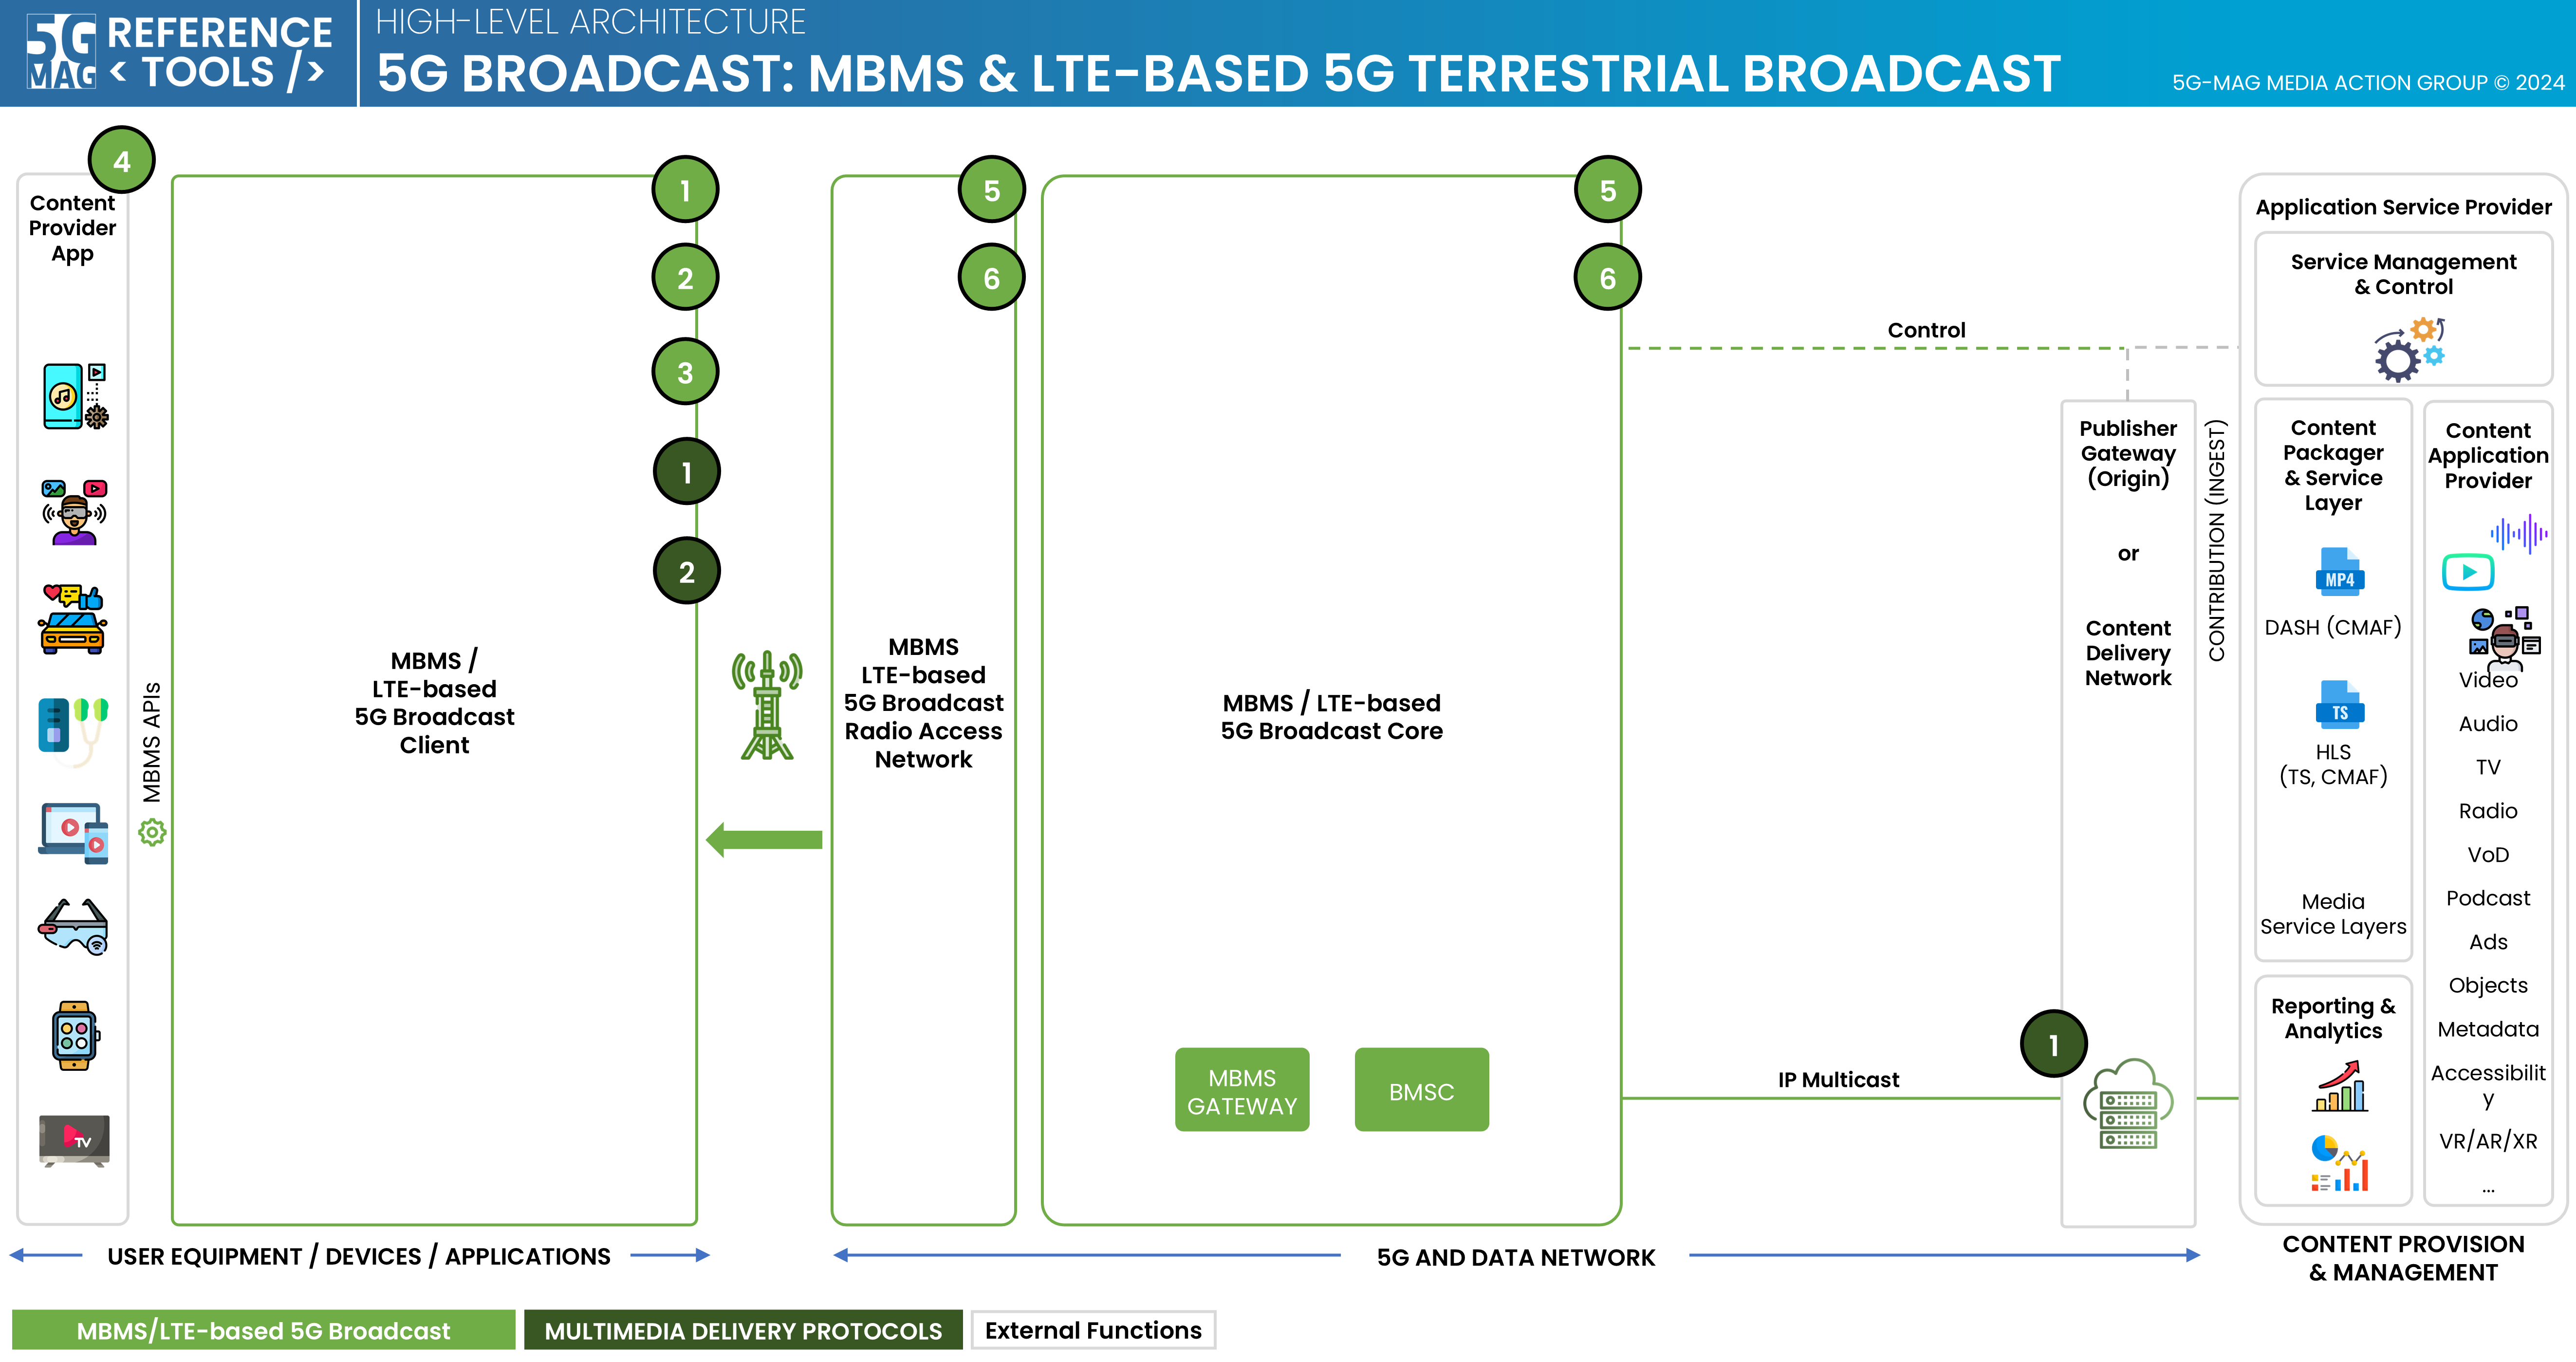 5G
MAG
REFERENCE
< TOOLS />
HIGH-LEVEL ARCHITECTURE
5G BROADCAST: MBMS & LTE-BASED 5G TERRESTRIAL BROADCAST
5G-MAG MEDIA ACTION GROUP © 2024
4
Content
Provider
App
TV
MBMS APIs
1
2
3
1
2
MBMS /
LTE-based
5G Broadcast
Client
5
6
MBMS
LTE-based
5G Broadcast
Radio Access
Network
5
6
MBMS / LTE-based
5G Broadcast Core
MBMS
GATEWAY
BMSC
Control
IP Multicast
1
Publisher
Gateway
(Origin)
or
Content
Delivery
Network
CONTRIBUTION (INGEST)
Application Service Provider
Service Management
& Control
Content
Packager
& Service
Layer
MP4
DASH (CMAF)
TS
HLS
(TS, CMAF)
Media
Service Layers
Reporting &
Analytics
Content
Application
Provider
Video
Audio
TV
Radio
VoD
Podcast
Ads
Objects
Metadata
Accessibilit
y
VR/AR/XR
...
USER EQUIPMENT / DEVICES / APPLICATIONS
5G AND DATA NETWORK
CONTENT PROVISION
& MANAGEMENT
MBMS/LTE-based 5G Broadcast
MULTIMEDIA DELIVERY PROTOCOLS
External Functions